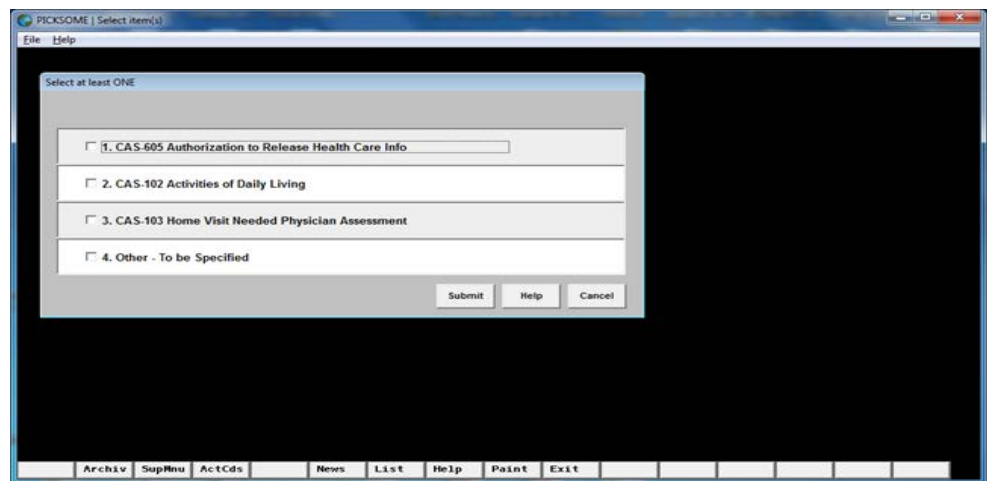 PICKSOME | Select item(s)
File Help
Select at least ONE
1. CAS-605 Authorization to Release Health Care Info
2. CAS-102 Activities of Daily Living
3. CAS-103 Home Visit Needed Physician Assessment
4. Other - To be Specified
Submit Help Cancel
Archiv SupMnu ActCds News List Help Paint Exit